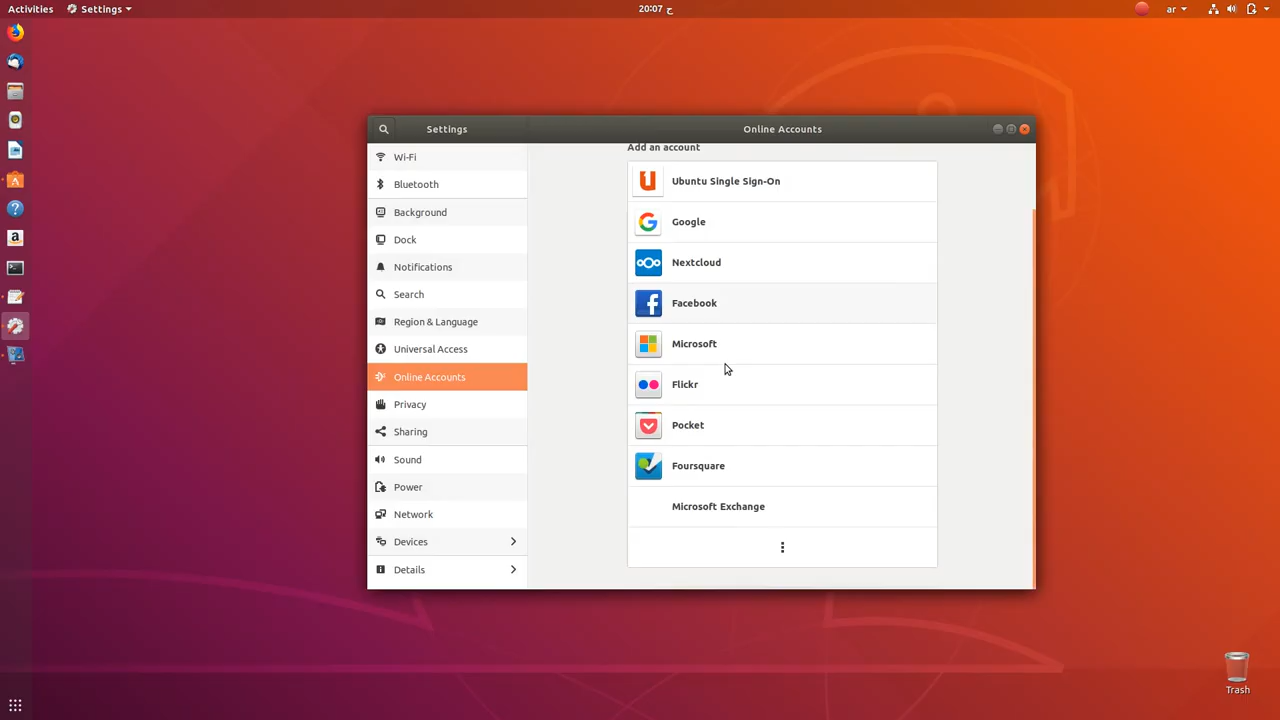 Activities
Settings
ح 20:07
ar
Settings
Online Accounts
Wi-Fi
Bluetooth
Background
Dock
Notifications
Search
Region & Language
Universal Access
Online Accounts
Privacy
Sharing
Sound
Power
Network
Devices
Details
Add an account
Ubuntu Single Sign-On
Google
Nextcloud
Facebook
Microsoft
Flickr
Pocket
Foursquare
Microsoft Exchange
Trash